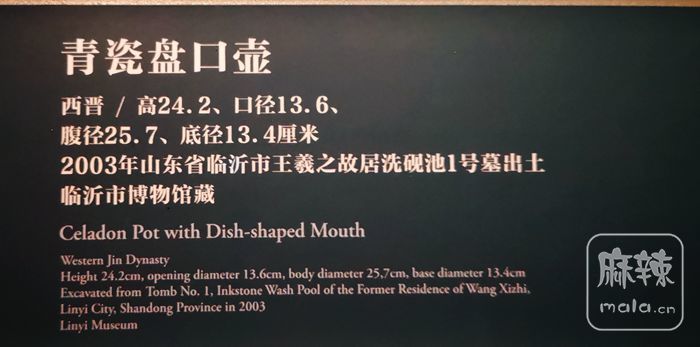 青瓷盘口壶
西晋 / 高24.2、口径13.6、
腹径25.7、底径13.4厘米
2003年山东省临沂市王羲之故居洗砚池1号墓出土
临沂市博物馆藏
Celadon Pot with Dish-shaped Mouth
Western Jin Dynasty
Height 24.2cm, opening diameter 13.6cm, body diameter 25,7cm, base diameter 13.4cm
Excavated from Tomb No. 1, Inkstone Wash Pool of the Former Residence of Wang Xizhi,
Linyi City, Shandong Province in 2003
Linyi Museum
麻辣
mala.cn